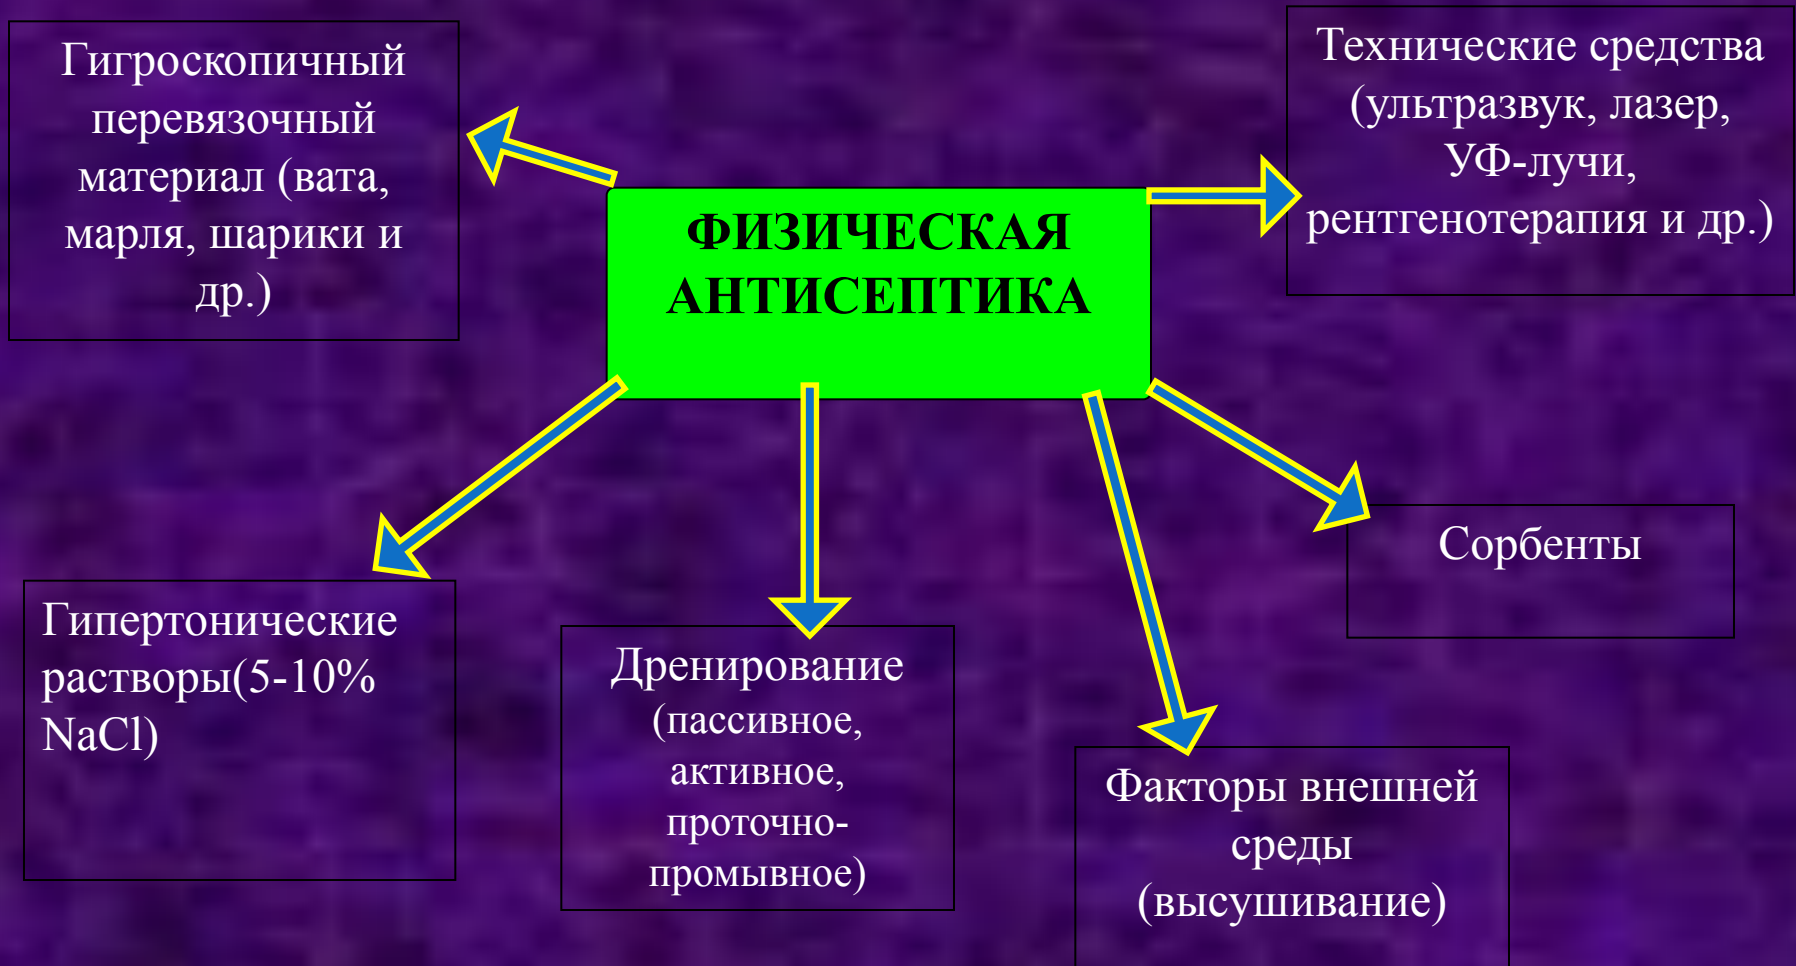 Гигроскопичный
перевязочный
материал (вата,
марля, шарики и
др.)
Технические средства
(ультразвук, лазер,
УФ-лучи,
рентгенотерапия и др.)
ФИЗИЧЕСКАЯ
АНТИСЕПТИКА
Гипертонические
растворы(5-10%
NaCl)
Дренирование
(пассивное,
активное,
проточно-
промывное)
Факторы внешней
среды
(высушивание)
Сорбенты